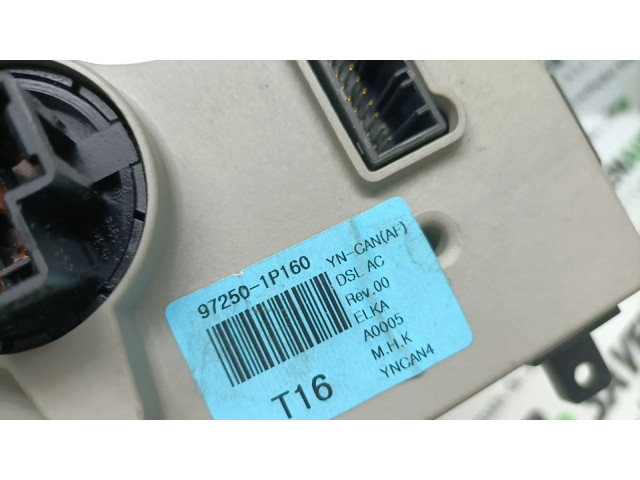 97250-1P160
YN-CAN(AF)
DSL AC
Rev.00
ELKA
A0005
M.H.K
YNCAN4
T16